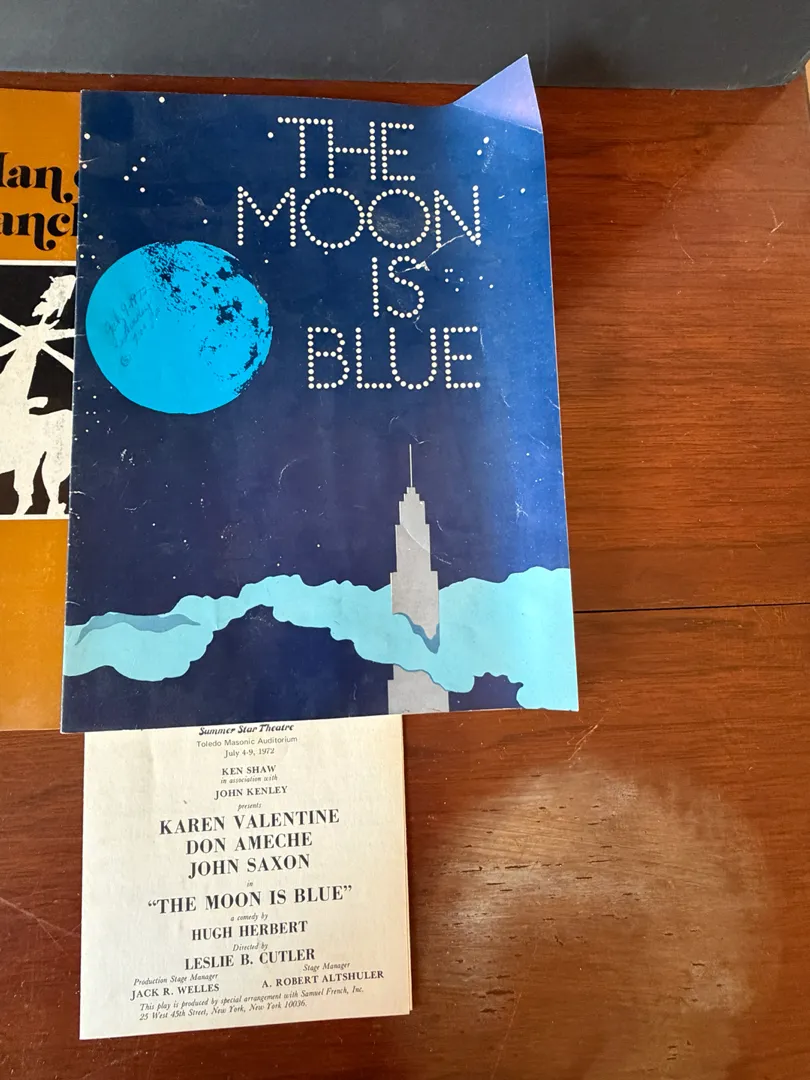 THE
MOON
IS
BLUE
Summer Star Theatre
Toledo Masonic Auditorium
July 4-9, 1972
KEN SHAW
in association with
JOHN KENLEY
presents
KAREN VALENTINE
DON AMECHE
JOHN SAXON
in
"THE MOON IS BLUE"
a comedy by
HUGH HERBERT
Directed by
LESLIE B. CUTLER
Production Stage Manager
JACK R. WELLES
Stage Manager
A. ROBERT ALTSHULER
This play is produced by special arrangement with Samuel French, Inc.
25 West 45th Street, New York, New York 10036.